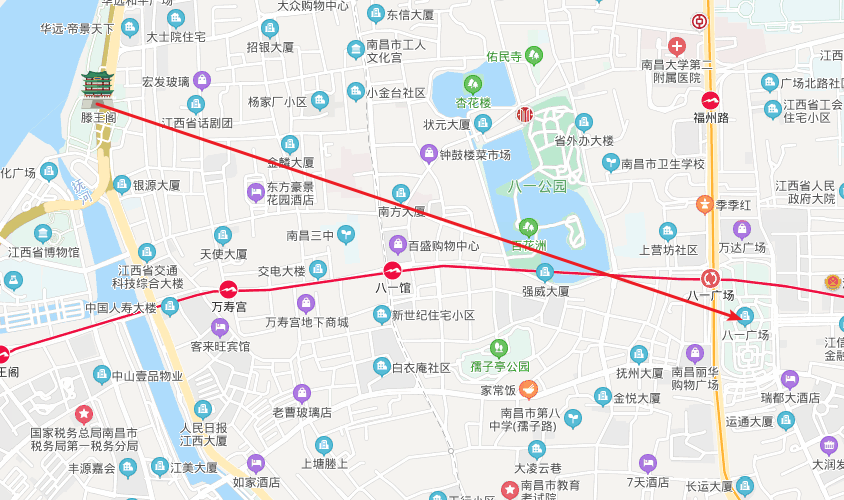 华远·帝景天下
大士院住宅
大众购物中心
东信大厦
招银大厦
南昌市工人
文化宫
佑民寺
南昌大学第二
附属医院
宏发玻璃
杨家厂小区
小金台社区
杏花楼
广场北路社区
滕王阁
江西省话剧团
状元大厦
福州路
江西省工会
住宅小区
省外办大楼
金麟大厦
钟鼓楼菜市场
南昌市卫生学校
化广场
抚
河
银源大厦
东方豪景
花园酒店
南方大厦
八一公园
江西省人民
政府大院
季季红
江西省博物馆
天使大厦
南昌三中
百盛购物中心
百花洲
上营坊社区
万达广场
江西省交通
科技综合大楼
交电大楼
八一馆
强威大厦
八一广场
中国人寿大楼
万寿宫
万寿宫地下商城
新世纪住宅小区
八一广场
客来旺宾馆
王阁
白衣庵社区
孺子亭公园
抚州大厦
南昌丽华
购物广场
中山壹品物业
家常饭
金悦大厦
瑞都大酒店
老曹玻璃店
南昌市第八
中学(孺子路)
运通大厦
国家税务总局南昌市
税务局第一税务分局
人民日报
江西大厦
上塘塍上
大凌云巷
丰源嘉会
江美大厦
如家酒店
南昌市教育
考试院
7天酒店
长运大厦